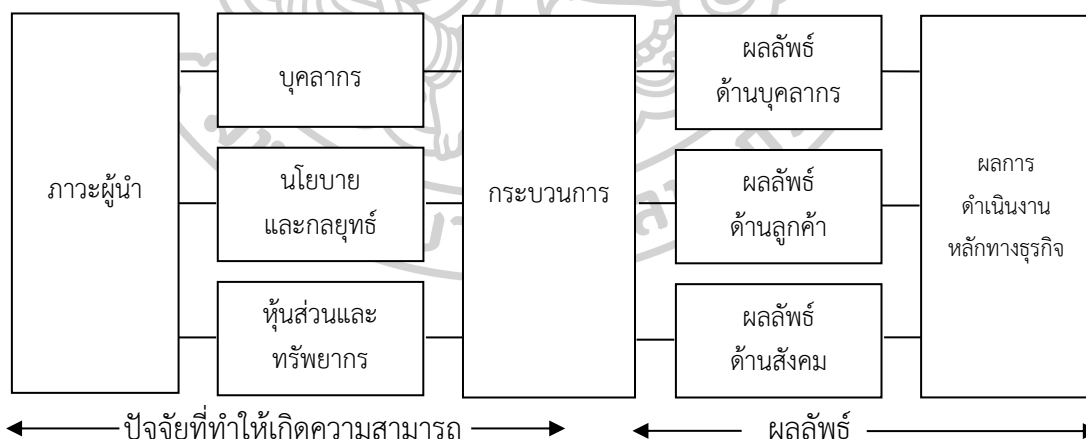 ภาวะผู้นำ
บุคลากร
นโยบาย
และกลยุทธ์
หุ้นส่วนและ
ทรัพยากร
กระบวนการ
ผลลัพธ์
ด้านบุคลากร
ผลลัพธ์
ด้านลูกค้า
ผลลัพธ์
ด้านสังคม
ผลการ
ดำเนินงาน
หลักทางธุรกิจ
ปัจจัยที่ทำให้เกิดความสามารถ
ผลลัพธ์